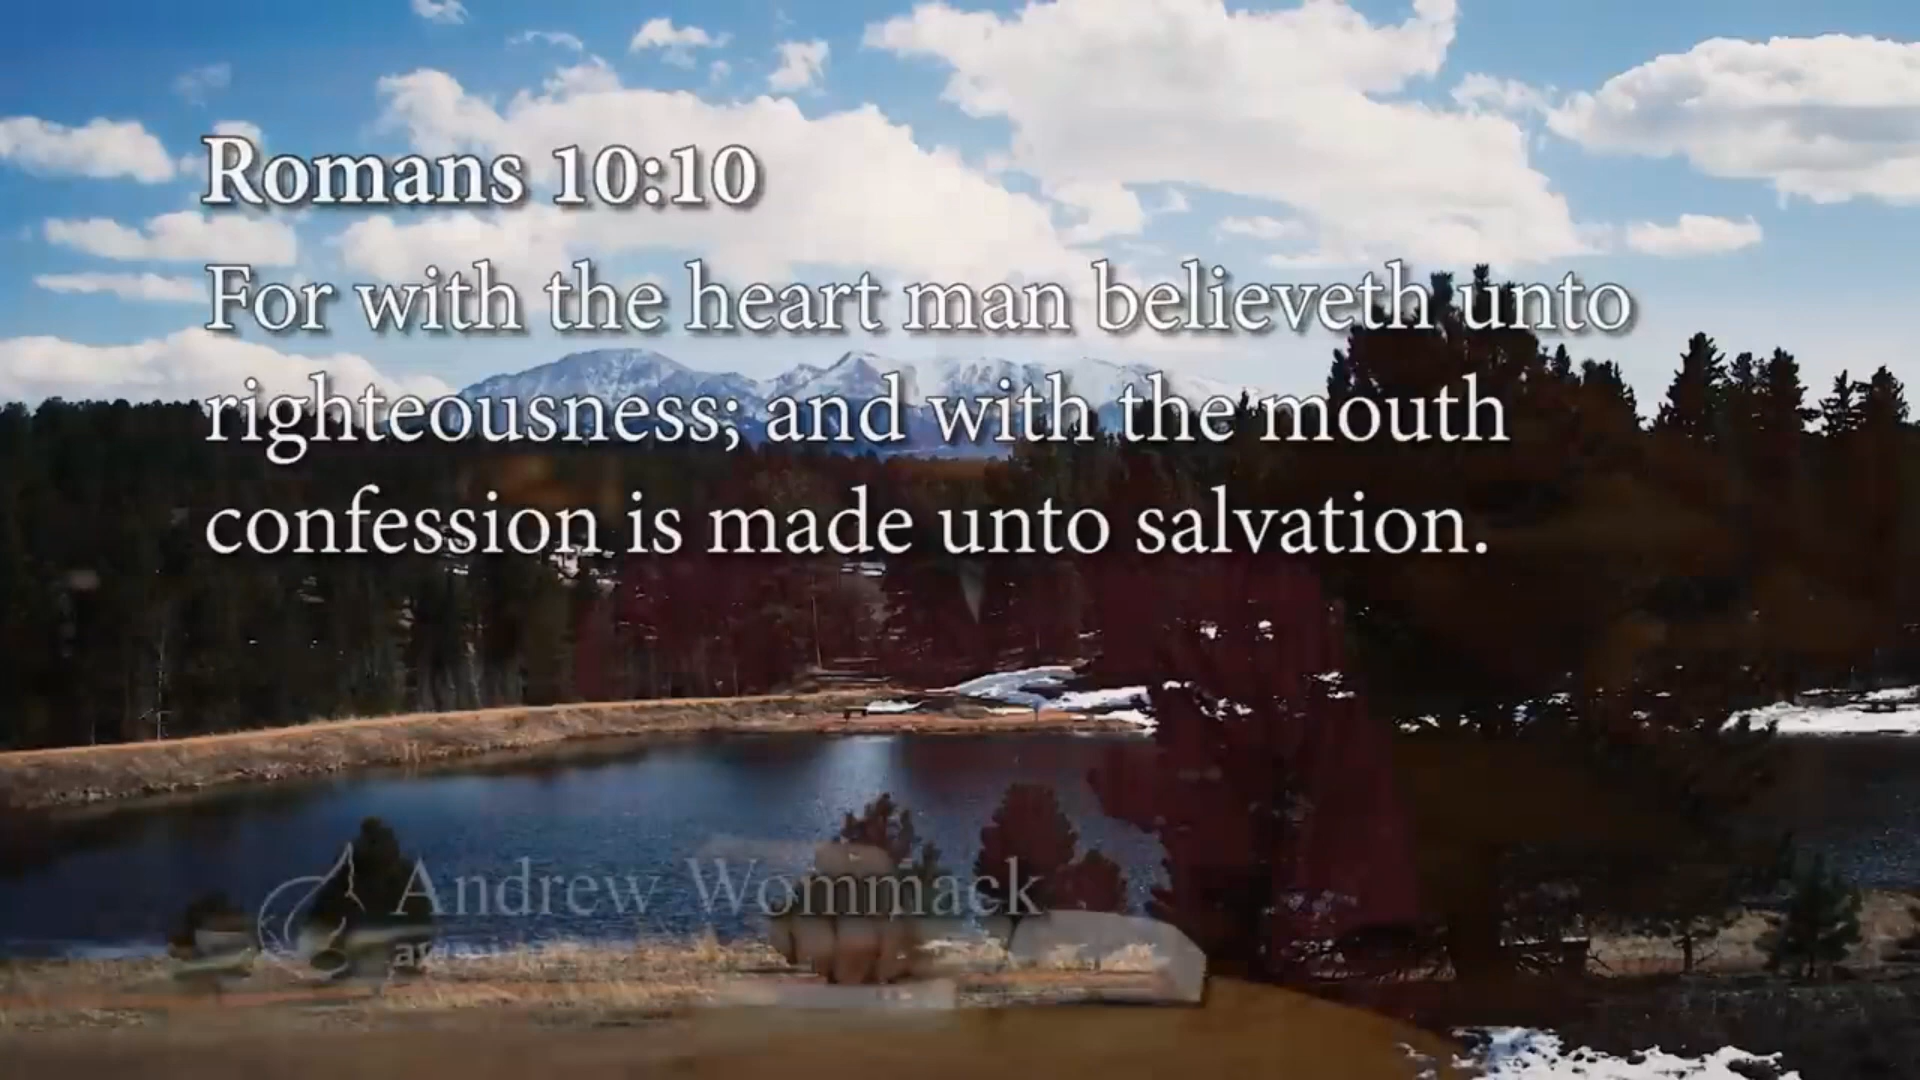 Romans 10:10
For with the heart man believeth unto
righteousness; and with the mouth
confession is made unto salvation.
Andrew Wommack